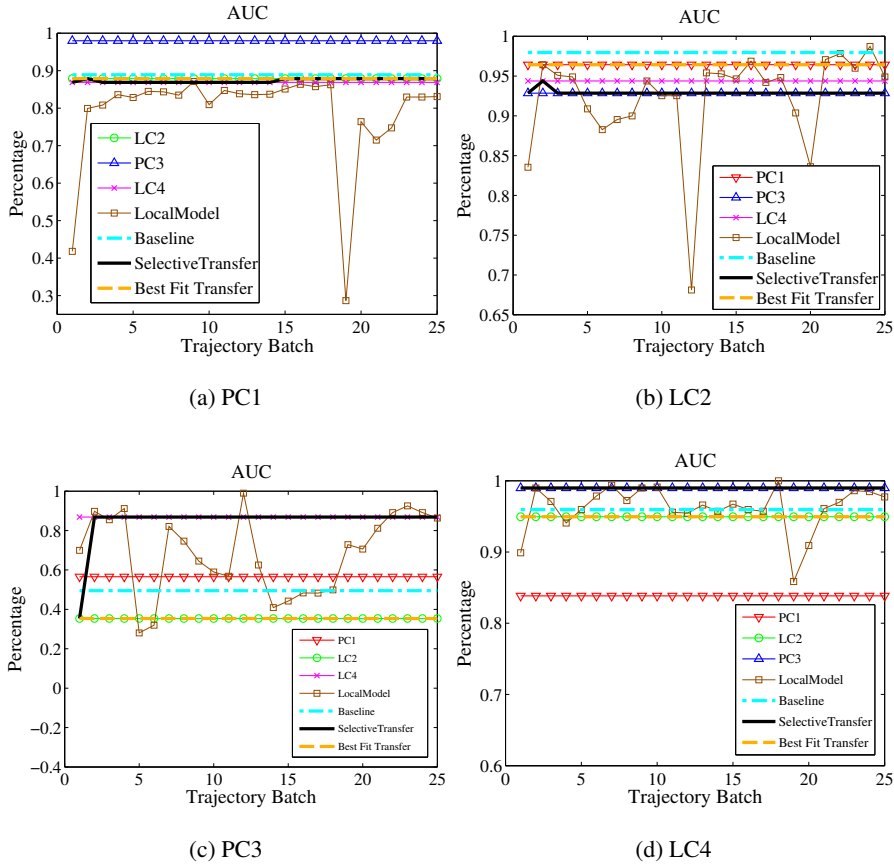 AUC
Percentage
1
0.9
0.8
0.7
0.6
0.5
0.4
0.3
LC2
PC3
LC4
LocalModel
Baseline
SelectiveTransfer
Best Fit Transfer
0 5 10 15 20 25
Trajectory Batch
(a) PC1
AUC
Percentage
1
0.95
0.9
0.85
0.8
0.75
0.7
0.65
PC1
PC3
LC4
LocalModel
Baseline
SelectiveTransfer
Best Fit Transfer
0 5 10 15 20 25
Trajectory Batch
(b) LC2
AUC
Percentage
1
0.8
0.6
0.4
0.2
0
−0.2
−0.4
PC1
LC2
LC4
LocalModel
Baseline
SelectiveTransfer
Best Fit Transfer
0 5 10 15 20 25
Trajectory Batch
(c) PC3
AUC
Percentage
1
0.9
0.8
0.7
0.6
PC1
LC2
PC3
LocalModel
Baseline
SelectiveTransfer
Best Fit Transfer
0 5 10 15 20 25
Trajectory Batch
(d) LC4